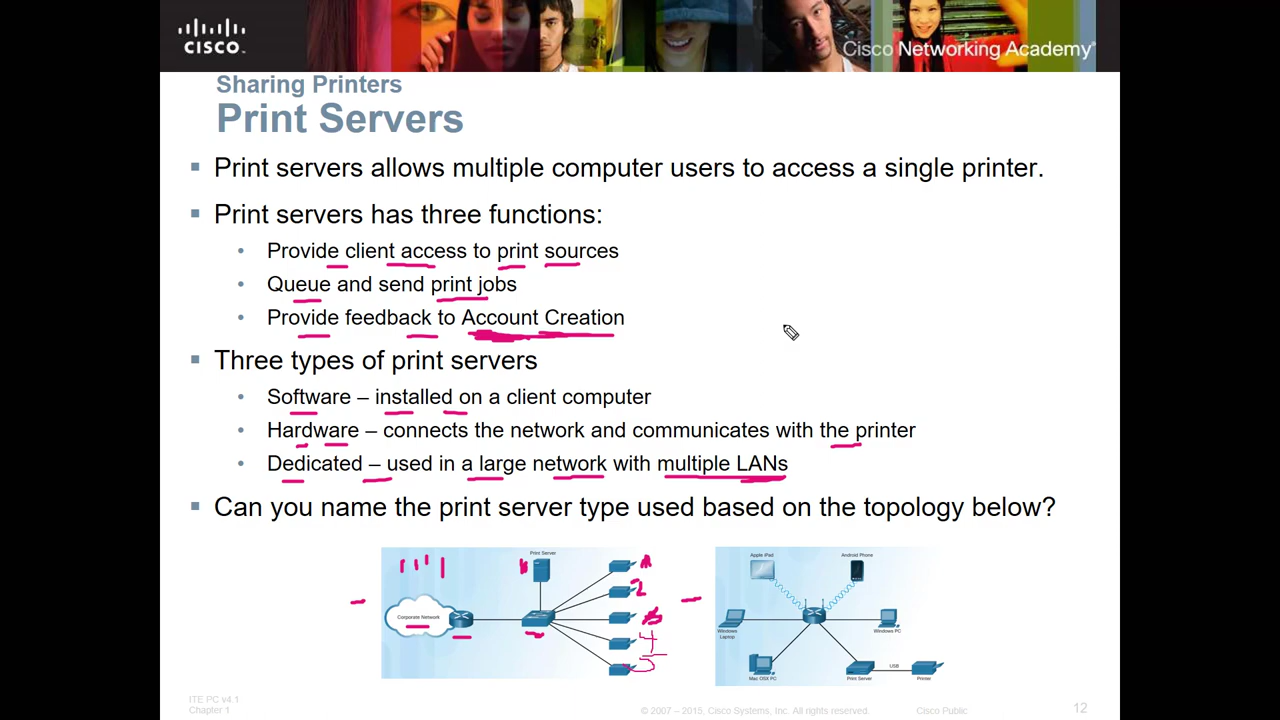 CISCO
Cisco Networking Academy®
Sharing Printers
Print Servers
Print servers allows multiple computer users to access a single printer.
Print servers has three functions:
Provide client access to print sources
Queue and send print jobs
Provide feedback to Account Creation
Three types of print servers
Software – installed on a client computer
Hardware – connects the network and communicates with the printer
Dedicated – used in a large network with multiple LANs
Can you name the print server type used based on the topology below?
Print Server
Corporate Network
2
4
5
Apple iPad
Android Phone
Windows Laptop
Windows PC
Mac OSX PC
Print Server
USB
Printer
ITE PC v4.1
Chapter 1
© 2007 – 2015, Cisco Systems, Inc. All rights reserved.
Cisco Public
12